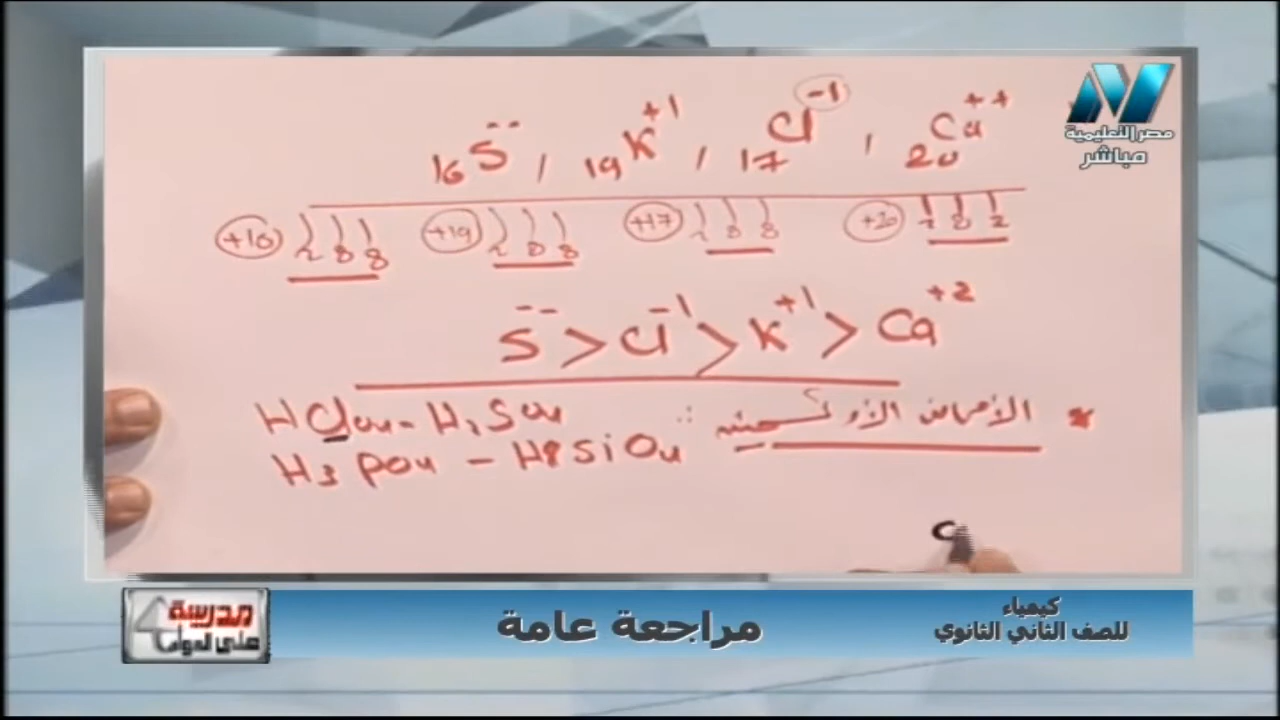 مصر التعليمية
مباشر
₁₆S⁻⁻ / ₁₉K⁺¹ / ₁₇Cl⁻¹ , ₂₀Ca⁺⁺
+16 2 8 8 +19 2 8 8 +17 2 8 8 +20 2 8 2
S⁻⁻ > Cl⁻¹ > K⁺¹ > Ca⁺²
* الأحماض الأوكسجينية :
HClO₄ - H₂SO₄
H₃PO₄ - H₄SiO₄
كيمياء
للصف الثاني الثانوي
مراجعة عامة
مدرسة
على الهواء